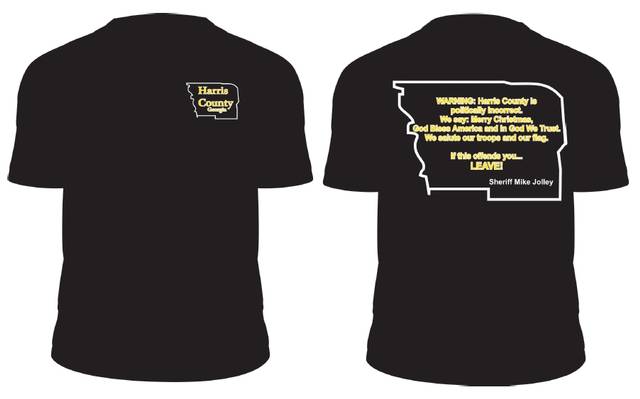 Harris
County
Georgia
WARNING: Harris County is
politically incorrect.
We say: Merry Christmas,
God Bless America and In God We Trust.
We salute our troops and our flag.
If this offends you...
LEAVE!
Sheriff Mike Jolley